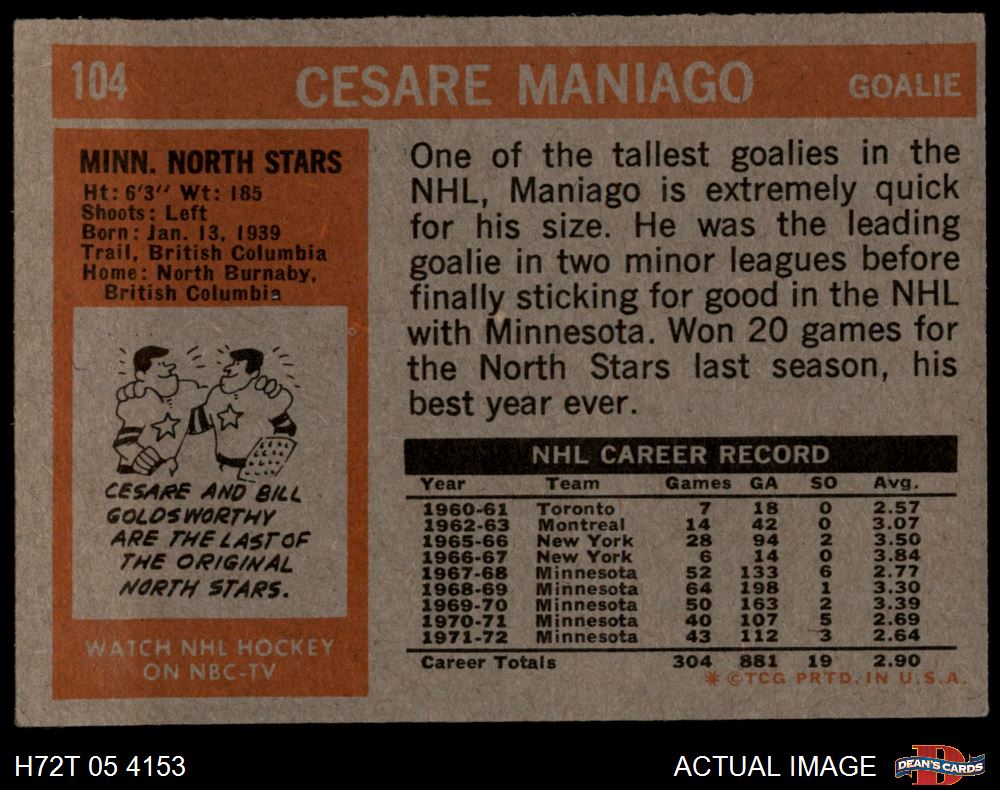 104 CESARE MANIAGO GOALIE
MINN. NORTH STARS
Ht: 6'3" Wt: 185
Shoots: Left
Born: Jan. 13, 1939
Trail, British Columbia
Home: North Burnaby,
British Columbia
CESARE AND BILL
GOLDSWORTHY
ARE THE LAST OF
THE ORIGINAL
NORTH STARS.
WATCH NHL HOCKEY
ON NBC-TV
One of the tallest goalies in the
NHL, Maniago is extremely quick
for his size. He was the leading
goalie in two minor leagues before
finally sticking for good in the NHL
with Minnesota. Won 20 games for
the North Stars last season, his
best year ever.
NHL CAREER RECORD
Year Team Games GA SO Avg.
1960-61 Toronto 7 18 0 2.57
1962-63 Montreal 14 42 0 3.07
1965-66 New York 28 94 2 3.50
1966-67 New York 6 14 0 3.84
1967-68 Minnesota 52 133 6 2.77
1968-69 Minnesota 64 198 1 3.30
1969-70 Minnesota 50 163 2 3.39
1970-71 Minnesota 40 107 5 2.69
1971-72 Minnesota 43 112 3 2.64
Career Totals 304 881 19 2.90
* ©TCG PRTD. IN U.S.A.
H72T 05 4153 ACTUAL IMAGE D DEAN'S CARDS